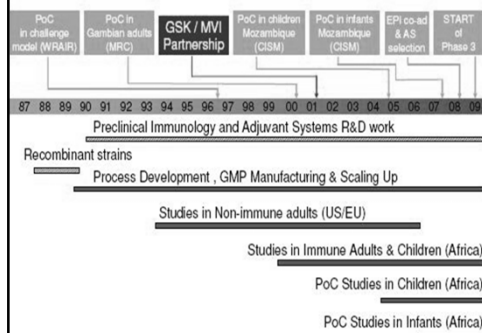 PoC
in challenge
model (WRAIR)
PoC in
Gambian adults
(MRC)
GSK / MVI
Partnership
PoC in children
Mozambique
(CISM)
PoC in infants
Mozambique
(CISM)
EPI co-ad
& AS
selection
START
of
Phase 3
87 88 89 90 91 92 93 94 95 96 97 98 99 00 01 02 03 04 05 06 07 08 09
Preclinical Immunology and Adjuvant Systems R&D work
Recombinant strains
Process Development , GMP Manufacturing & Scaling Up
Studies in Non-immune adults (US/EU)
Studies in Immune Adults & Children (Africa)
PoC Studies in Children (Africa)
PoC Studies in Infants (Africa)